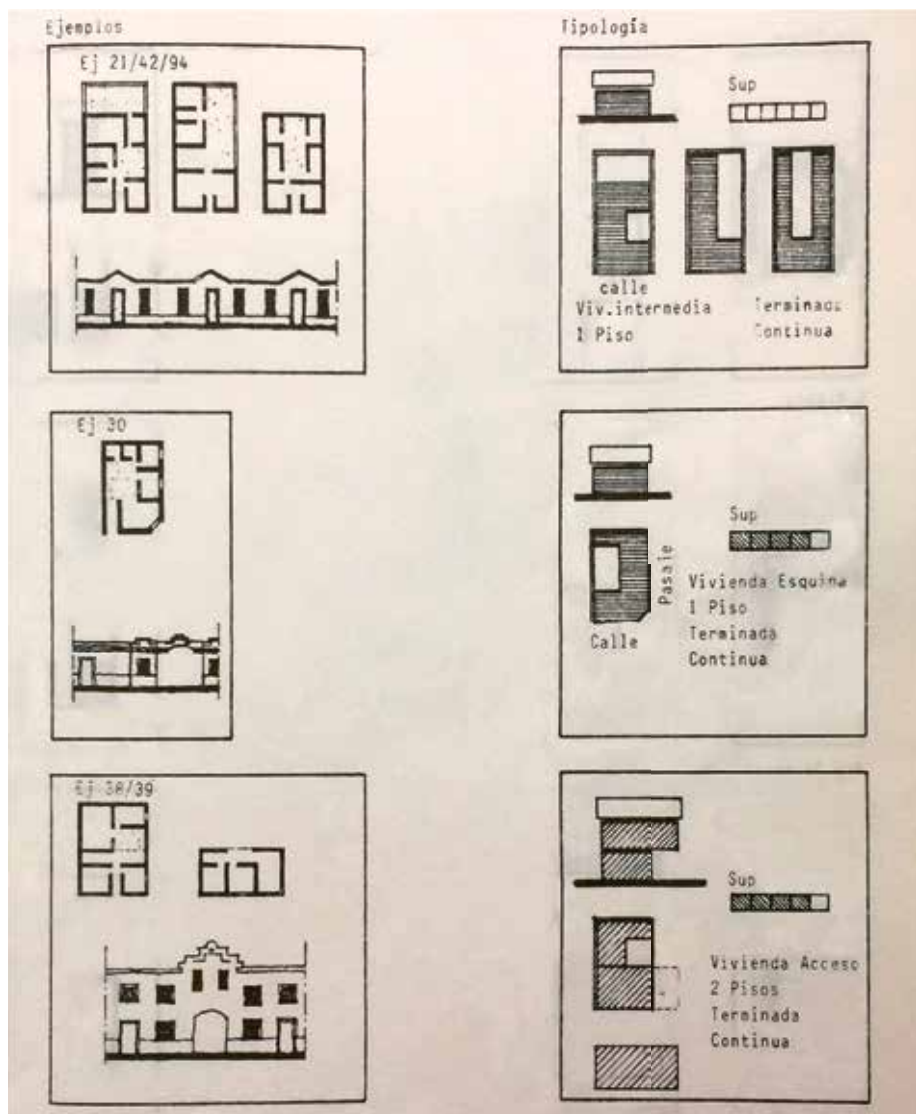 Ejemplos
Tipología
Ej 21/42/94
Sup
calle
Viv.intermedia
1 Piso
Terminada
Continua
Ej 30
Sup
Pasaje
Calle
Vivienda Esquina
1 Piso
Terminada
Continua
Ej 38/39
Sup
Vivienda Acceso
2 Pisos
Terminada
Continua